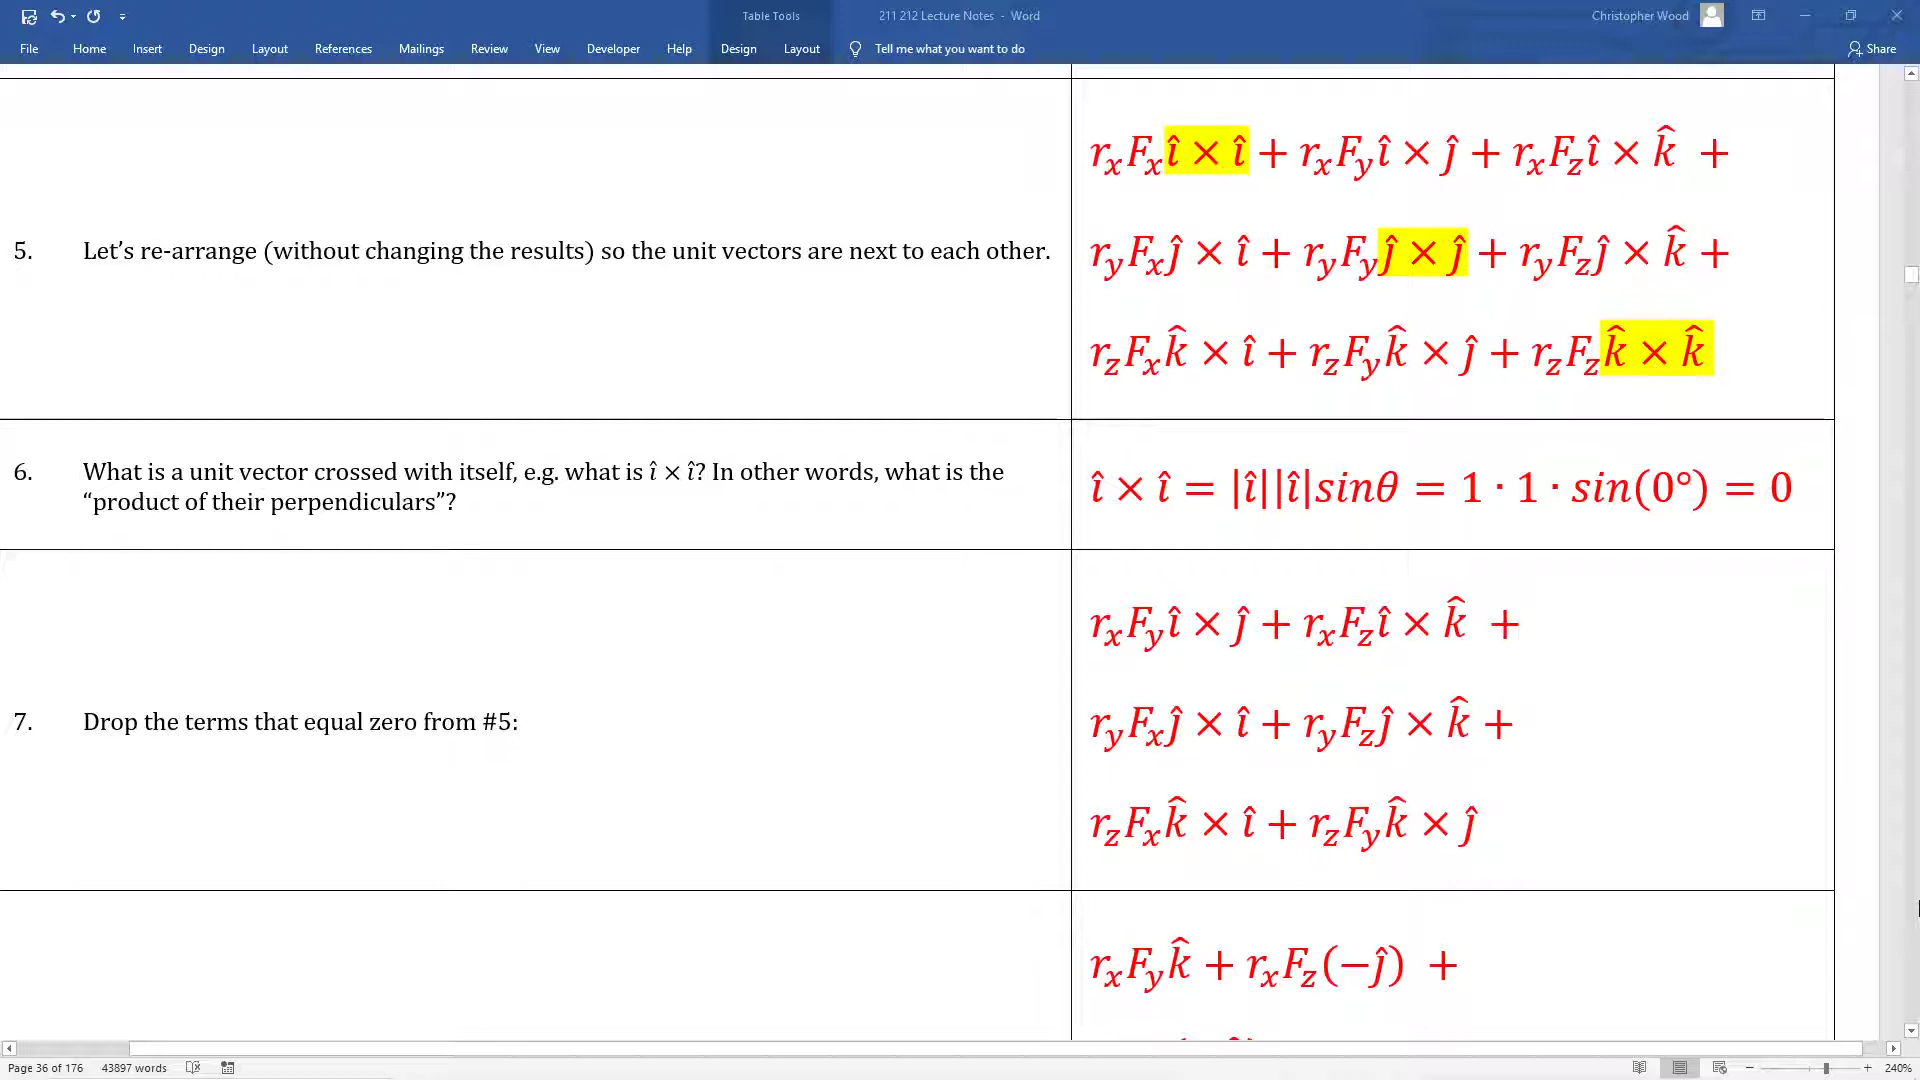 Table Tools
211 212 Lecture Notes - Word
Christopher Wood
File Home Insert Design Layout References Mailings Review View Developer Help Design Layout Tell me what you want to do Share
r_xF_x î × î + r_xF_y î × ĵ + r_xF_z î × k̂ +
5. Let’s re-arrange (without changing the results) so the unit vectors are next to each other.
r_yF_x ĵ × î + r_yF_y ĵ × ĵ + r_yF_z ĵ × k̂ +
r_zF_x k̂ × î + r_zF_y k̂ × ĵ + r_zF_z k̂ × k̂
6. What is a unit vector crossed with itself, e.g. what is î × î? In other words, what is the
“product of their perpendiculars”?
î × î = |î||î|sinθ = 1 · 1 · sin(0°) = 0
r_xF_y î × ĵ + r_xF_z î × k̂ +
7. Drop the terms that equal zero from #5:
r_yF_x ĵ × î + r_yF_z ĵ × k̂ +
r_zF_x k̂ × î + r_zF_y k̂ × ĵ
r_xF_y k̂ + r_xF_z(−ĵ) +
Page 36 of 176 43897 words
240%